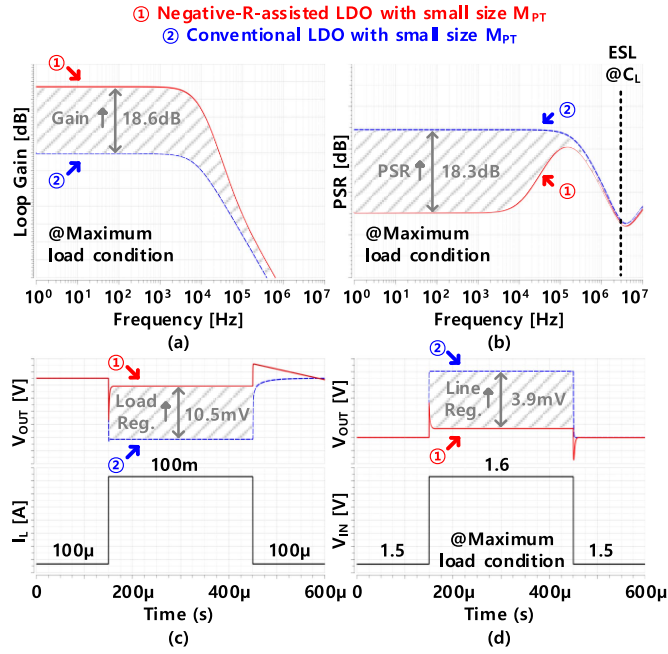 ① Negative-R-assisted LDO with small size MPT
② Conventional LDO with small size MPT
①
Gain
18.6dB
②
@Maximum
load condition
Loop Gain [dB]
10⁰ 10¹ 10² 10³ 10⁴ 10⁵ 10⁶ 10⁷
Frequency [Hz]
(a)
ESL
@CL
②
PSR
18.3dB
①
@Maximum
load condition
PSR [dB]
10⁰ 10¹ 10² 10³ 10⁴ 10⁵ 10⁶ 10⁷
Frequency [Hz]
(b)
①
Load
Reg.
10.5mV
②
VOUT [V]
100m
100μ
100μ
IL [A]
0 200μ 400μ 600μ
Time (s)
(c)
②
Line
Reg.
3.9mV
①
VOUT [V]
1.6
1.5
1.5
@Maximum
load condition
VIN [V]
0 200μ 400μ 600μ
Time (s)
(d)